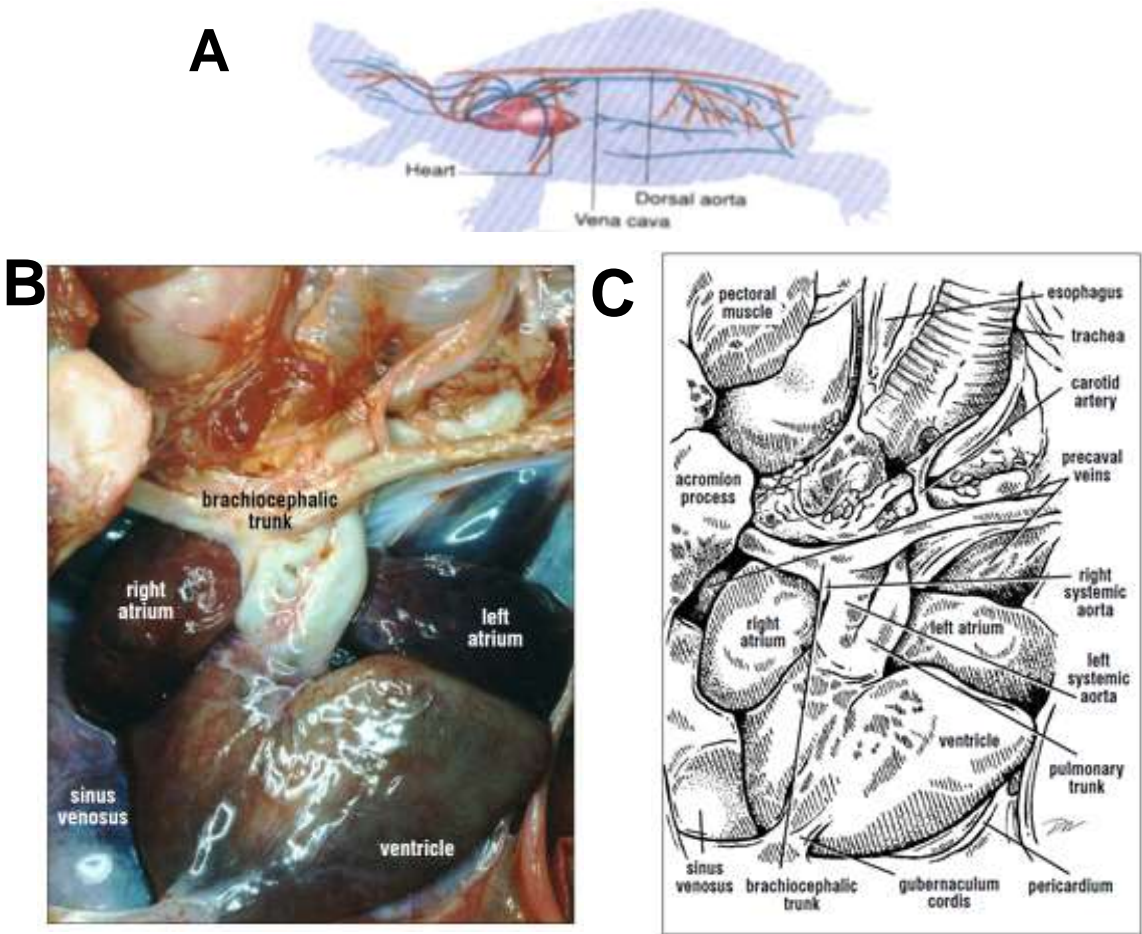 A
Heart
Dorsal aorta
Vena cava
B
brachiocephalic
trunk
right
atrium
left
atrium
sinus
venosus
ventricle
C
pectoral
muscle
esophagus
trachea
carotid
artery
precaval
veins
acromion
process
right
systemic
aorta
right
atrium
left atrium
left
systemic
aorta
ventricle
pulmonary
trunk
sinus
venosus
brachiocephalic
trunk
gubernaculum
cordis
pericardium